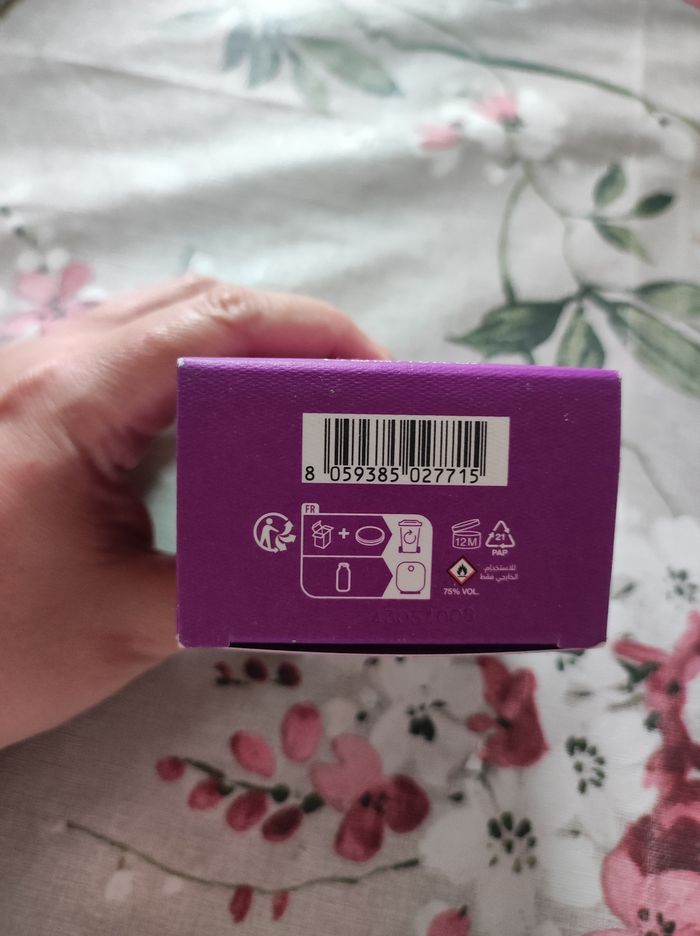 8 059385 027715
FR
12M
21
PAP
للاستخدام
الخارجي فقط
75% VOL.